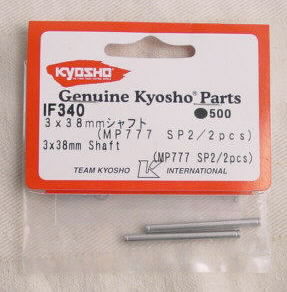 KYOSHO
Genuine Kyosho® Parts
IF340 ●500
3x38mmシャフト
(MP777 SP2/2pcs)
3x38mm Shaft
(MP777 SP2/2pcs)
TEAM KYOSHO K INTERNATIONAL